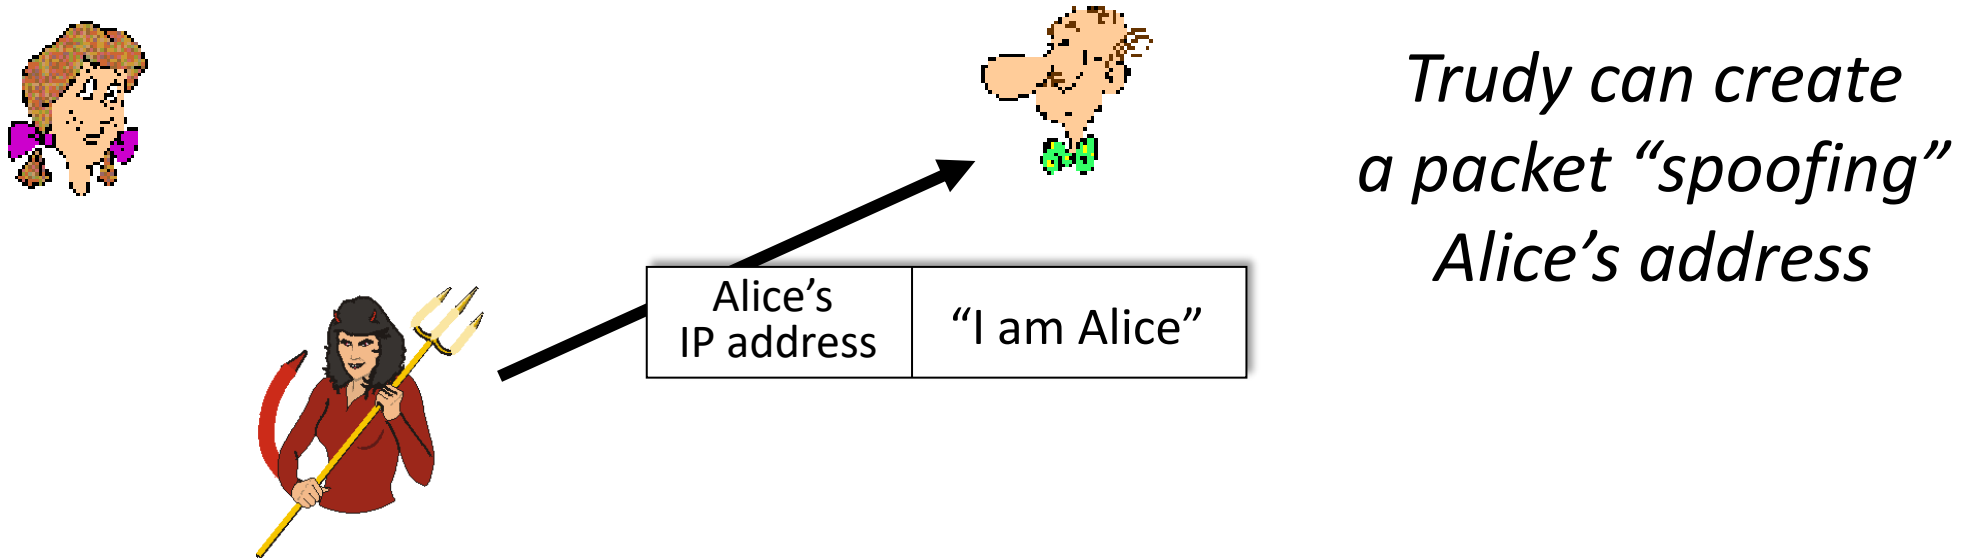 Trudy can create
a packet “spoofing”
Alice’s address
Alice’s
IP address
“I am Alice”